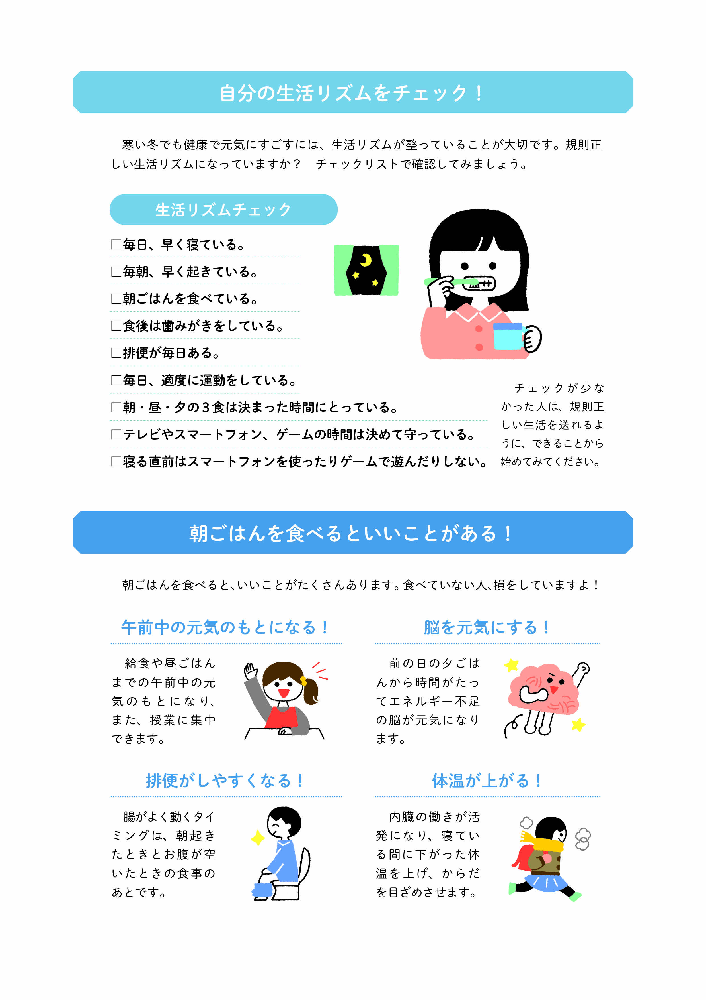 自分の生活リズムをチェック！
寒い冬でも健康で元気にすごすには、生活リズムが整っていることが大切です。規則正
しい生活リズムになっていますか？　チェックリストで確認してみましょう。
生活リズムチェック
□毎日、早く寝ている。
□毎朝、早く起きている。
□朝ごはんを食べている。
□食後は歯みがきをしている。
□排便が毎日ある。
□毎日、適度に運動をしている。
□朝・昼・夕の３食は決まった時間にとっている。
□テレビやスマートフォン、ゲームの時間は決めて守っている。
□寝る直前はスマートフォンを使ったりゲームで遊んだりしない。
チェックが少な
かった人は、規則正
しい生活を送れるよ
うに、できることから
始めてみてください。
朝ごはんを食べるといいことがある！
朝ごはんを食べると、いいことがたくさんあります。食べていない人、損をしていますよ！
午前中の元気のもとになる！
給食や昼ごはん
までの午前中の元
気のもとになり、
また、授業に集中
できます。
脳を元気にする！
前の日の夕ごは
んから時間がたっ
てエネルギー不足
の脳が元気になり
ます。
排便がしやすくなる！
腸がよく動くタイ
ミングは、朝起き
たときとお腹が空
いたときの食事の
あとです。
体温が上がる！
内臓の働きが活
発になり、寝てい
る間に下がった体
温を上げ、からだ
を目ざめさせます。